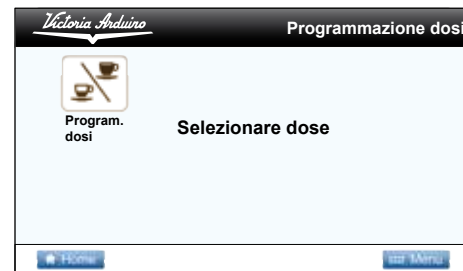 Victoria Arduino
Programmazione dosi
Program.
dosi
Selezionare dose
Home
Menu